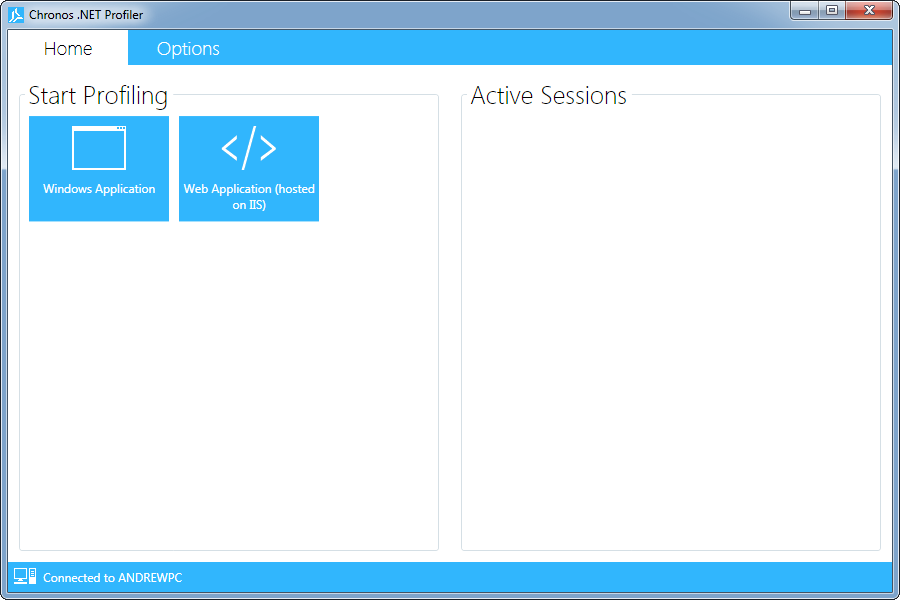 Chronos .NET Profiler
Home
Options
Start Profiling
Active Sessions
Windows Application
Web Application (hosted
on IIS)
Connected to ANDREWPC